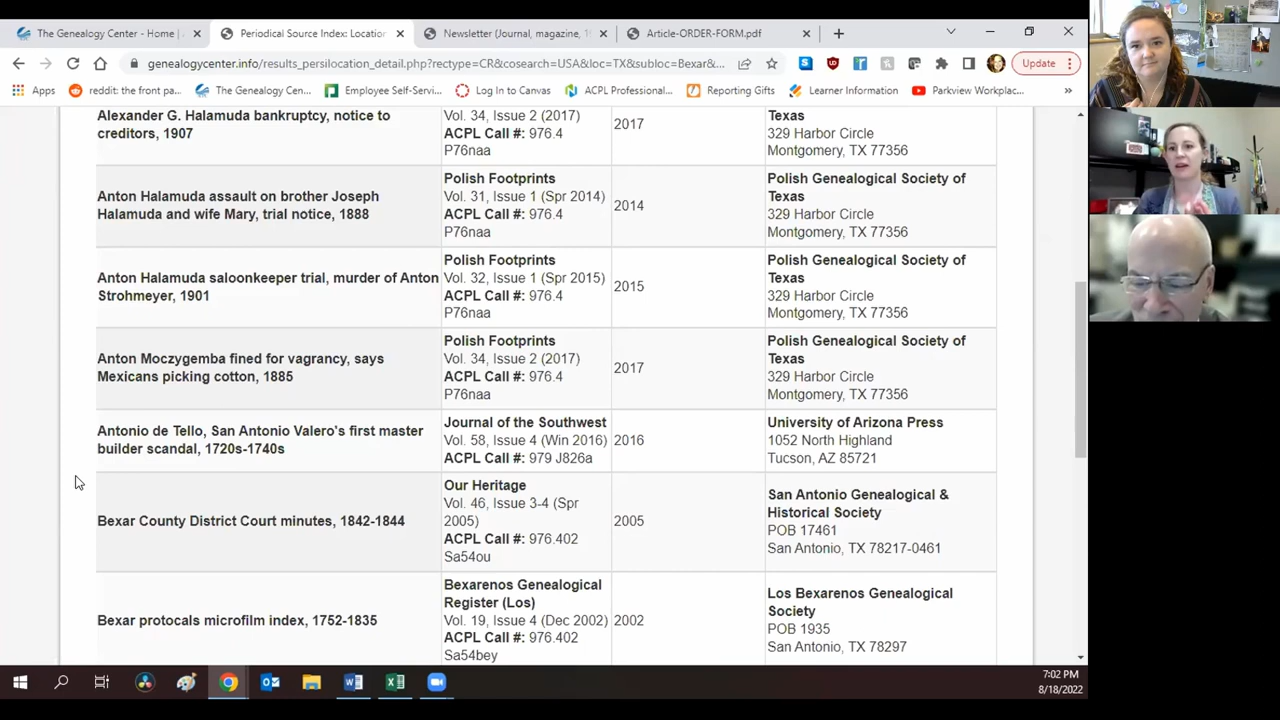 The Genealogy Center - Home |
Periodical Source Index: Location
Newsletter (Journal, magazine, 1
Article-ORDER-FORM.pdf
genealogycenter.info/results_persilocation_detail.php?rectype=CR&cosearch=USA&loc=TX&subloc=Bexar&...
Update
Apps
reddit: the front pa...
The Genealogy Cen...
Employee Self-Servi...
Log In to Canvas
ACPL Professional...
Reporting Gifts
Learner Information
Parkview Workplac...
»
Alexander G. Halamuda bankruptcy, notice to
creditors, 1907
Vol. 34, Issue 2 (2017)
ACPL Call #: 976.4
P76naa
2017
Texas
329 Harbor Circle
Montgomery, TX 77356
Anton Halamuda assault on brother Joseph
Halamuda and wife Mary, trial notice, 1888
Polish Footprints
Vol. 31, Issue 1 (Spr 2014)
ACPL Call #: 976.4
P76naa
2014
Polish Genealogical Society of
Texas
329 Harbor Circle
Montgomery, TX 77356
Anton Halamuda saloonkeeper trial, murder of Anton
Strohmeyer, 1901
Polish Footprints
Vol. 32, Issue 1 (Spr 2015)
ACPL Call #: 976.4
P76naa
2015
Polish Genealogical Society of
Texas
329 Harbor Circle
Montgomery, TX 77356
Anton Moczygemba fined for vagrancy, says
Mexicans picking cotton, 1885
Polish Footprints
Vol. 34, Issue 2 (2017)
ACPL Call #: 976.4
P76naa
2017
Polish Genealogical Society of
Texas
329 Harbor Circle
Montgomery, TX 77356
Antonio de Tello, San Antonio Valero's first master
builder scandal, 1720s-1740s
Journal of the Southwest
Vol. 58, Issue 4 (Win 2016)
ACPL Call #: 979 J826a
2016
University of Arizona Press
1052 North Highland
Tucson, AZ 85721
Bexar County District Court minutes, 1842-1844
Our Heritage
Vol. 46, Issue 3-4 (Spr
2005)
ACPL Call #: 976.402
Sa54ou
2005
San Antonio Genealogical &
Historical Society
POB 17461
San Antonio, TX 78217-0461
Bexar protocals microfilm index, 1752-1835
Bexarenos Genealogical
Register (Los)
Vol. 19, Issue 4 (Dec 2002)
ACPL Call #: 976.402
Sa54bey
2002
Los Bexarenos Genealogical
Society
POB 1935
San Antonio, TX 78297
7:02 PM
8/18/2022